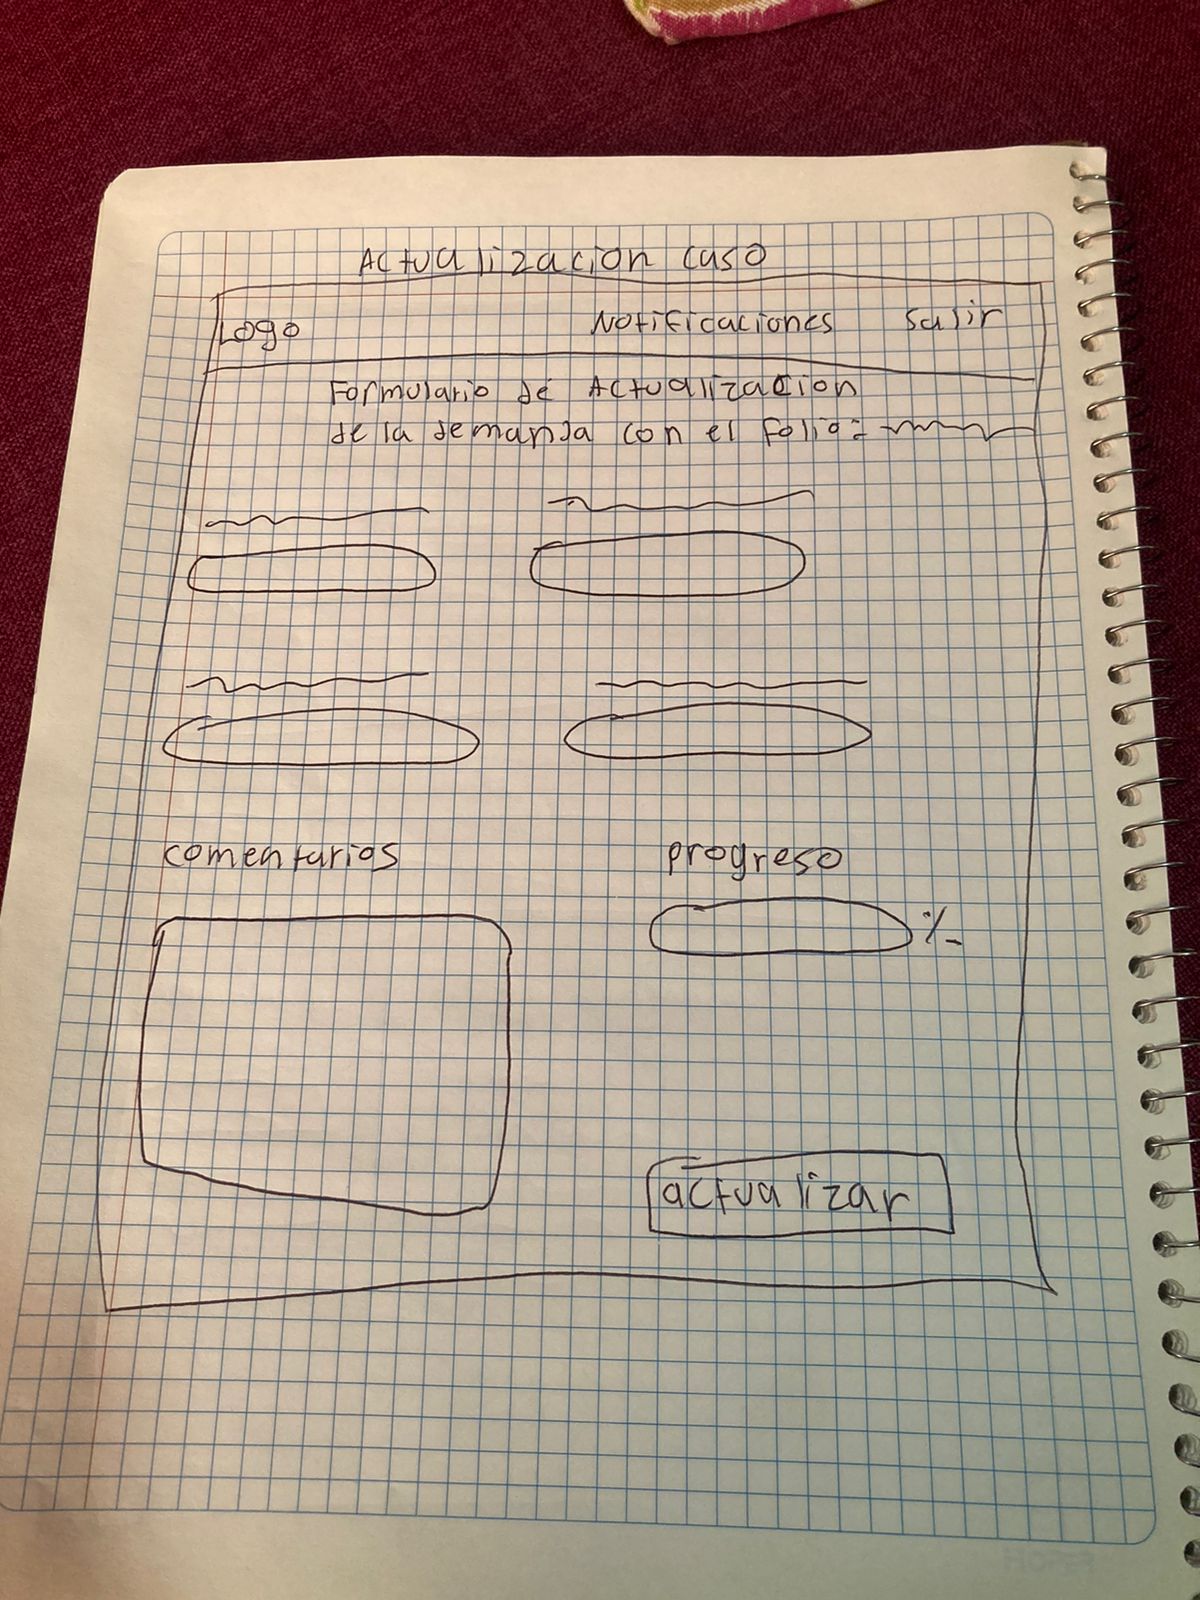 Actualizacion caso
Logo Notificaciones Salir
Formulario de Actualizacion
de la demanda con el folio:
comentarios progreso
%
actualizar